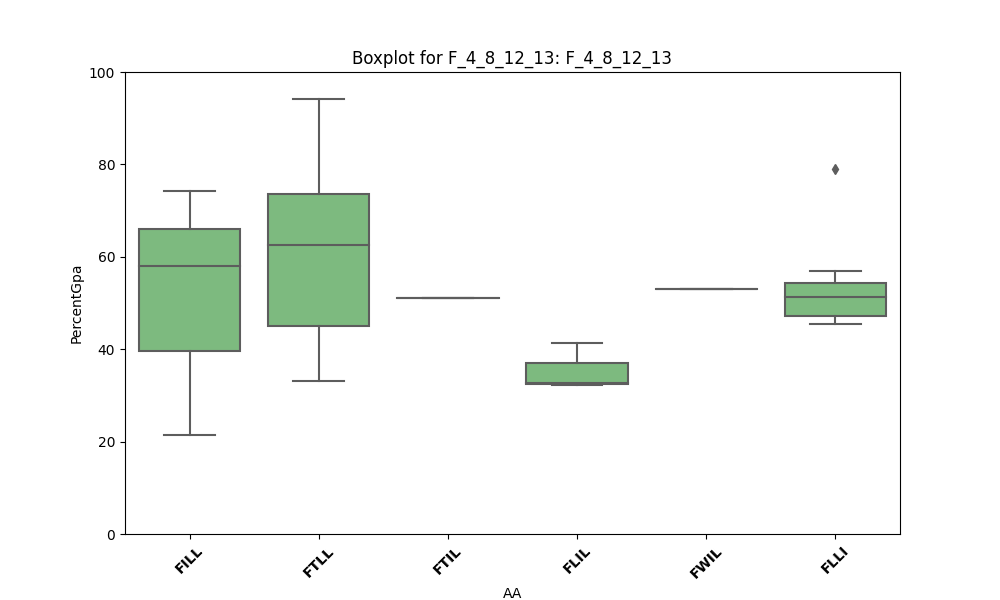 Boxplot for F_4_8_12_13: F_4_8_12_13
100
80
60
40
20
0
PercentGpa
FILL
FTLL
FTIL
FLIL
FWIL
FLLI
AA